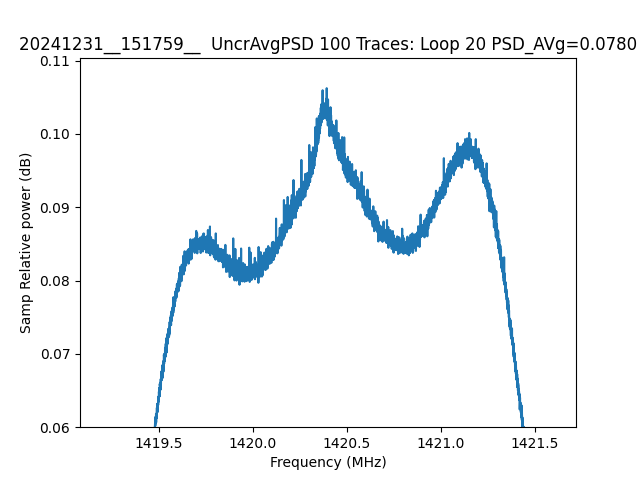 20241231__151759__ UncrAvgPSD 100 Traces: Loop 20 PSD_AVg=0.0780
0.11
0.10
0.09
0.08
0.07
0.06
Samp Relative power (dB)
1419.5 1420.0 1420.5 1421.0 1421.5
Frequency (MHz)